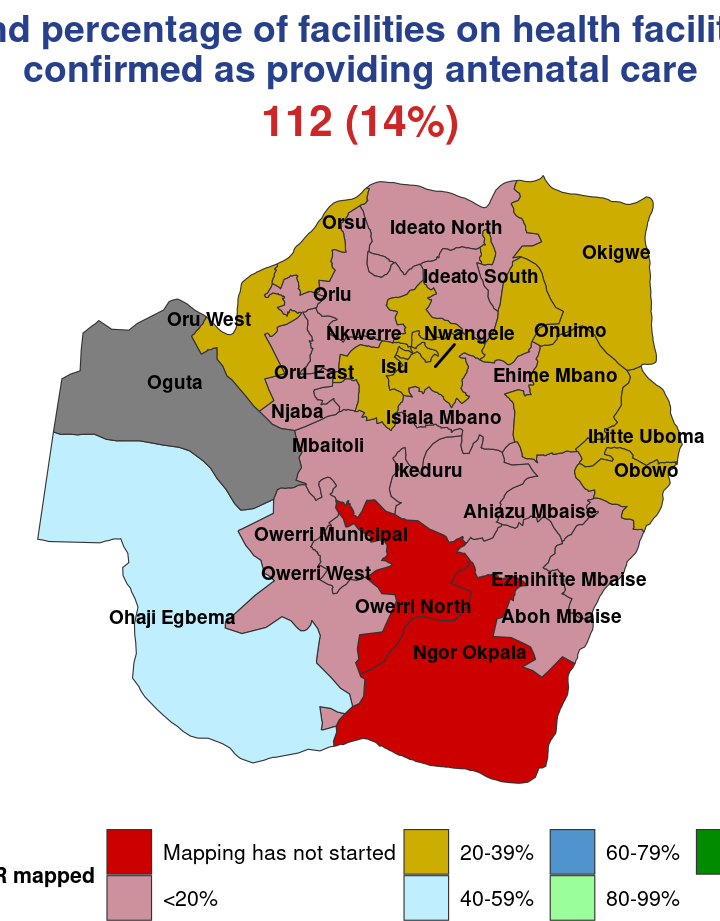 percentage of facilities on health
confirmed as providing antenatal care
112 (14%)
Orsu
Ideato North
Okigwe
Ideato South
Orlu
Oru West
Nkwerre
Nwangele
Onuimo
Isu
Oru East
Ehime Mbano
Oguta
Njaba
Isiala Mbano
Ihitte Uboma
Mbaitoli
Ikeduru
Obowo
Ahiazu Mbaise
Owerri Municipal
Owerri West
Ezinihitte Mbaise
Owerri North
Aboh Mbaise
Ohaji Egbema
Ngor Okpala
mapped
Mapping has not started
20-39%
60-79%
<20%
40-59%
80-99%